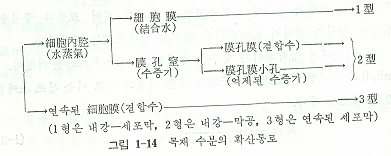 細胞膜 1型
(結合水)
細胞內腔
(水蒸氣)
膜孔膜(결합수)
膜孔室
(수증기)
2型
膜孔膜小孔
(억제된 수증기)
연속된 細胞膜(결합수) 3型
(1형은 내강—세포막, 2형은 내강—막공, 3형은 연속된 세포막)
그림 1-14 목재 수분의 확산통로